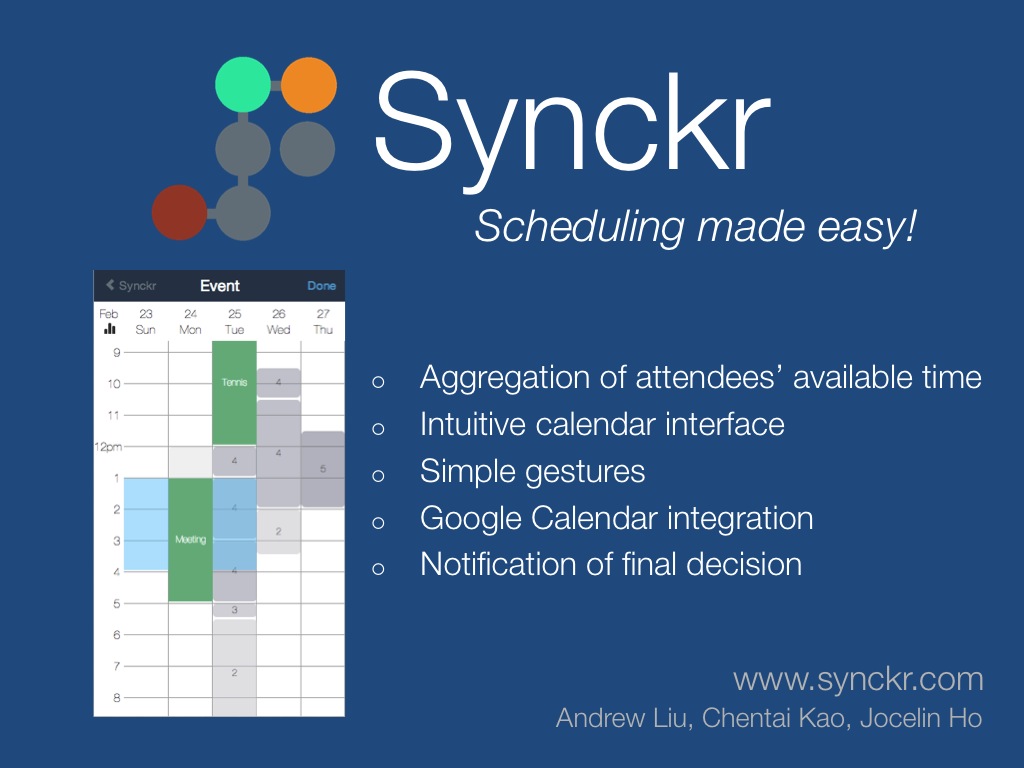 Synckr
Scheduling made easy!
Synckr Event Done
Feb 23 24 25 26 27
Sun Mon Tue Wed Thu
9
10 Tennis 4
11
12pm 4 4
5
1
2 4
2
3 Meeting
4 4
5
3
6
7 2
8
○ Aggregation of attendees’ available time
○ Intuitive calendar interface
○ Simple gestures
○ Google Calendar integration
○ Notification of final decision
www.synckr.com
Andrew Liu, Chentai Kao, Jocelin Ho